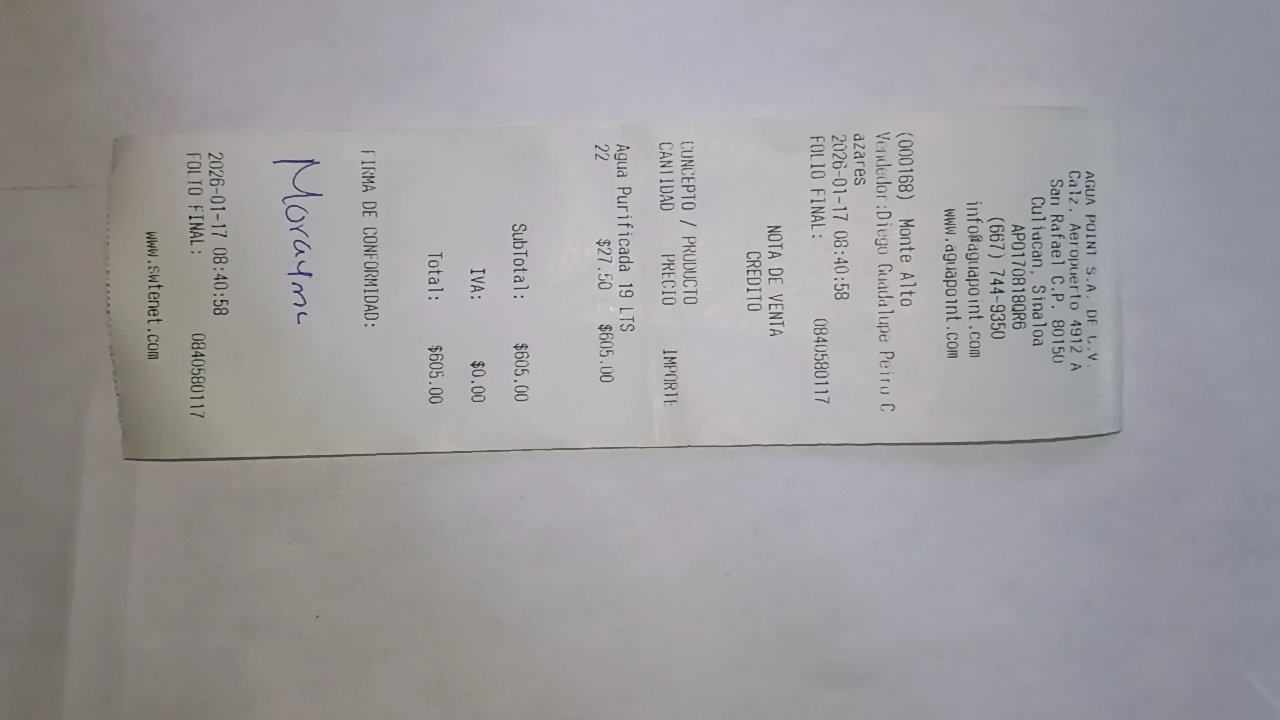 AGUA POINT S.A. DE C.V.
Calz. Aeropuerto 4912 A
San Rafael C.P. 80150
Culiacan, Sinaloa
APO170818QR6
(667) 744-9350
info@aguapoint.com
www.aguapoint.com
(000168) Monte Alto
Vendedor:Diego Guadalupe Peiro C
azares
2026-01-17 08:40:58
FOLIO FINAL: 0840580117
NOTA DE VENTA
CREDITO
CONCEPTO / PRODUCTO
CANTIDAD PRECIO IMPORTE
Agua Purificada 19 LTS
22 $27.50 $605.00
SubTotal: $605.00
IVA: $0.00
Total: $605.00
FIRMA DE CONFORMIDAD:
2026-01-17 08:40:58
FOLIO FINAL: 0840580117
www.swtenet.com